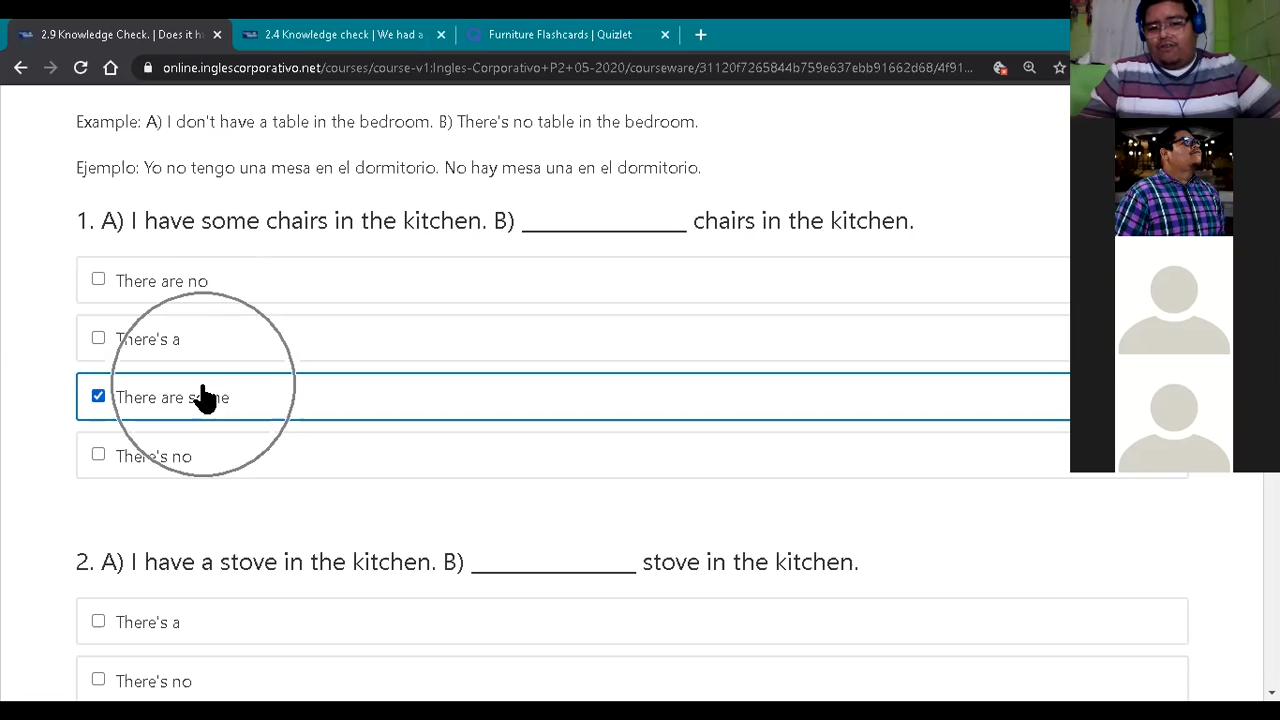 2.9 Knowledge Check. | Does it h
2.4 Knowledge check | We had a
Furniture Flashcards | Quizlet
online.inglescorporativo.net/courses/course-v1:Ingles-Corporativo+P2+05-2020/courseware/31120f7265844b759e637ebb91662d68/4f91...
Example: A) I don't have a table in the bedroom. B) There's no table in the bedroom.
Ejemplo: Yo no tengo una mesa en el dormitorio. No hay mesa una en el dormitorio.
1. A) I have some chairs in the kitchen. B) ______________ chairs in the kitchen.
There are no
There's a
There are some
There's no
2. A) I have a stove in the kitchen. B) ______________ stove in the kitchen.
There's a
There's no